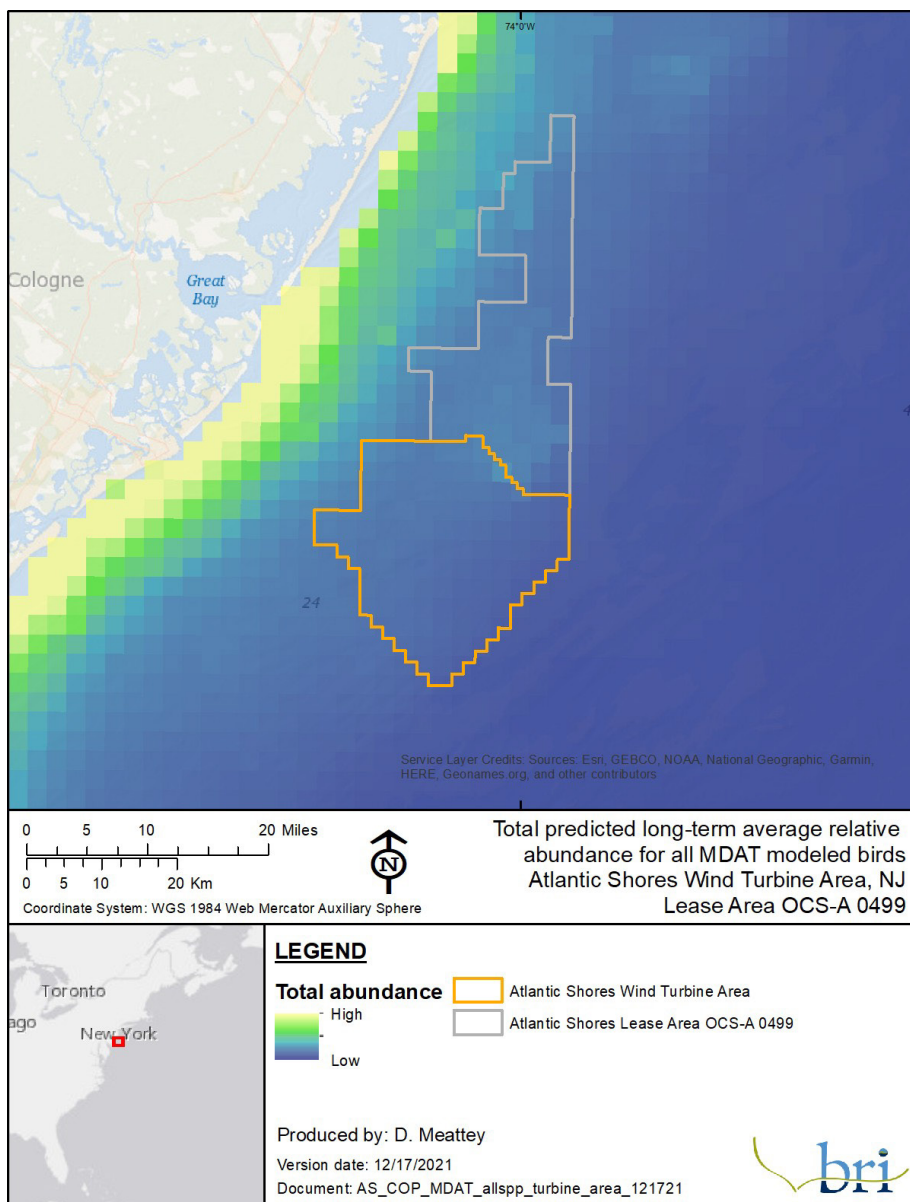 74°0'W
Cologne
Great
Bay
4
24
Service Layer Credits: Sources: Esri, GEBCO, NOAA, National Geographic, Garmin,
HERE, Geonames.org, and other contributors
0 5 10 20 Miles
0 5 10 20 Km
N
Coordinate System: WGS 1984 Web Mercator Auxiliary Sphere
Total predicted long-term average relative
abundance for all MDAT modeled birds
Atlantic Shores Wind Turbine Area, NJ
Lease Area OCS-A 0499
Toronto
ago
New York
LEGEND
Total abundance
High
Low
Atlantic Shores Wind Turbine Area
Atlantic Shores Lease Area OCS-A 0499
Produced by: D. Meattey
Version date: 12/17/2021
Document: AS_COP_MDAT_allspp_turbine_area_121721
bri